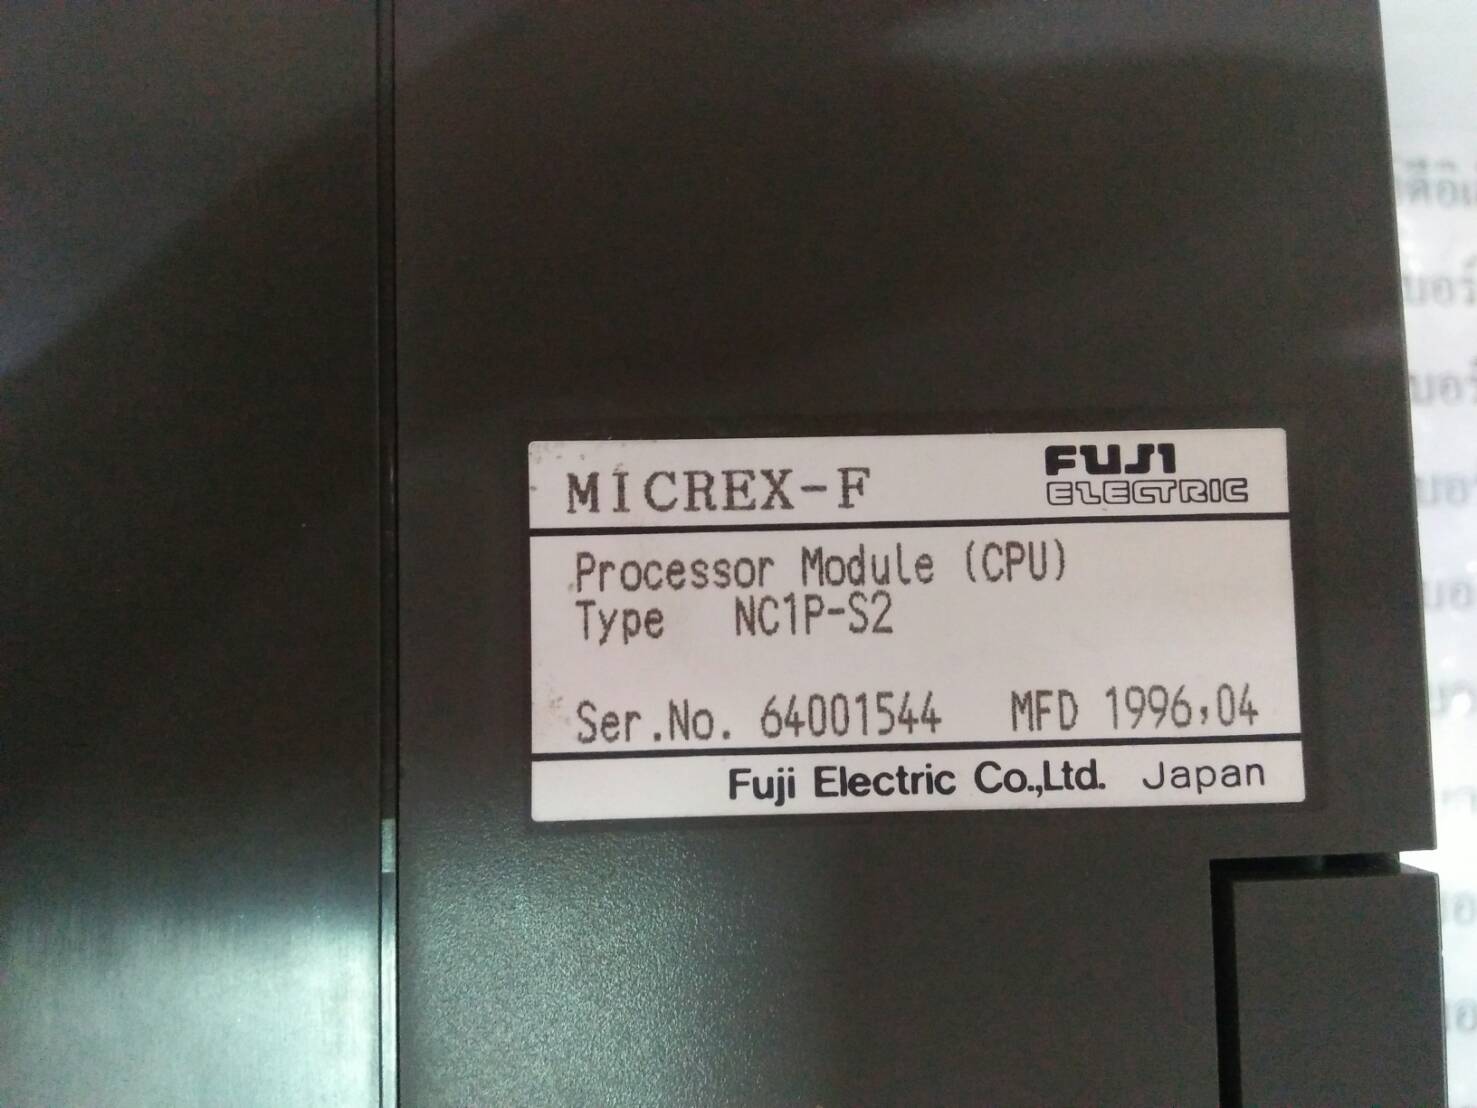 MICREX-F
FUJI
ELECTRIC
Processor Module (CPU)
Type NC1P-S2
Ser.No. 64001544 MFD 1996,04
Fuji Electric Co.,Ltd. Japan